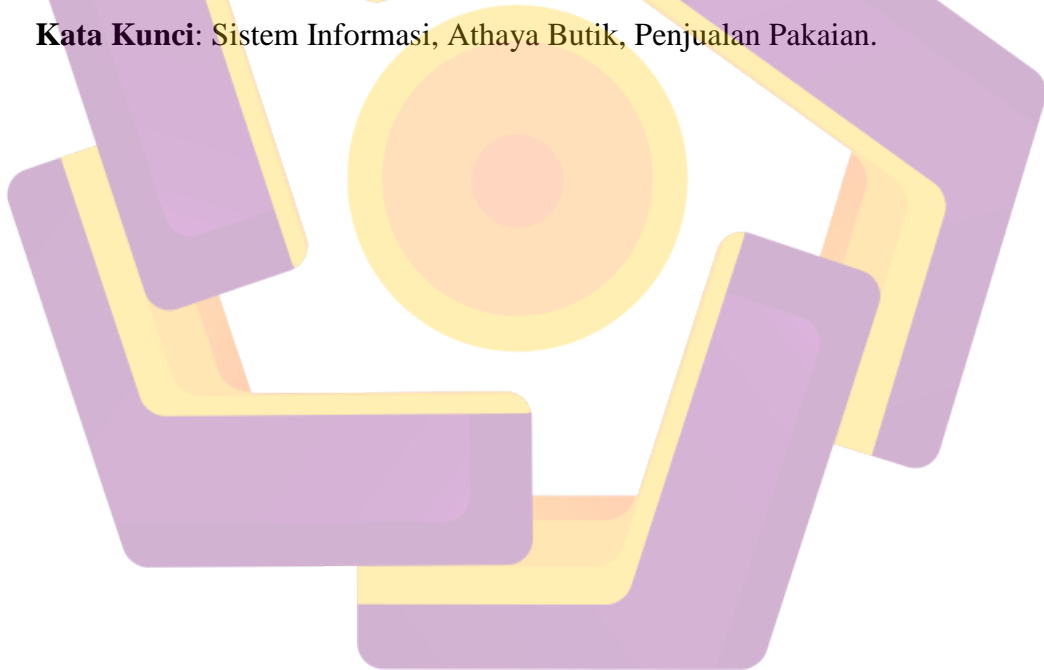 Kata Kunci: Sistem Informasi, Athaya Butik, Penjualan Pakaian.